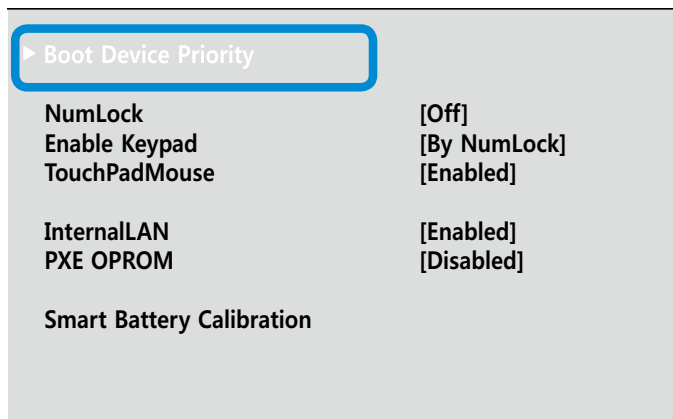 ▶ Boot Device Priority
NumLock [Off]
Enable Keypad [By NumLock]
TouchPadMouse [Enabled]
InternalLAN [Enabled]
PXE OPROM [Disabled]
Smart Battery Calibration